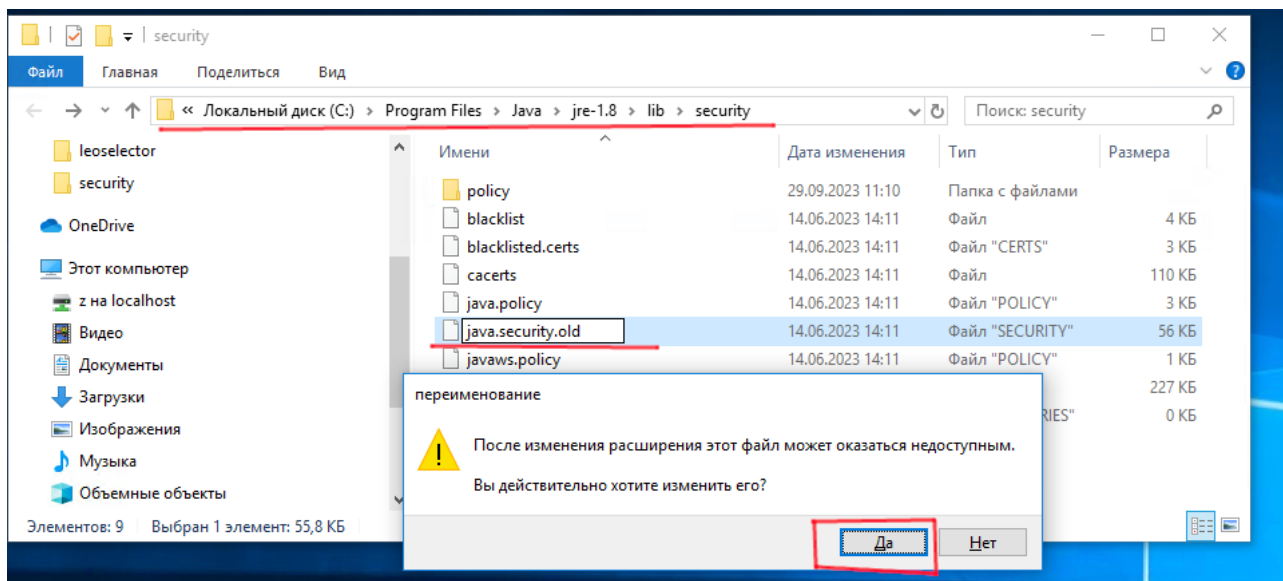 security
Файл Главная Поделиться Вид
« Локальный диск (C:) > Program Files > Java > jre-1.8 > lib > security Поиск: security
leoselector
security
OneDrive
Этот компьютер
z на localhost
Видео
Документы
Загрузки
Изображения
Музыка
Объемные объекты
Имени Дата изменения Тип Размера
policy 29.09.2023 11:10 Папка с файлами
blacklist 14.06.2023 14:11 Файл 4 КБ
blacklisted.certs 14.06.2023 14:11 Файл "CERTS" 3 КБ
cacerts 14.06.2023 14:11 Файл 110 КБ
java.policy 14.06.2023 14:11 Файл "POLICY" 3 КБ
java.security.old 14.06.2023 14:11 Файл "SECURITY" 56 КБ
javaws.policy 14.06.2023 14:11 Файл "POLICY" 1 КБ
227 КБ
RIES" 0 КБ
переименование
После изменения расширения этот файл может оказаться недоступным.
Вы действительно хотите изменить его?
Да Нет
Элементов: 9 Выбран 1 элемент: 55,8 КБ